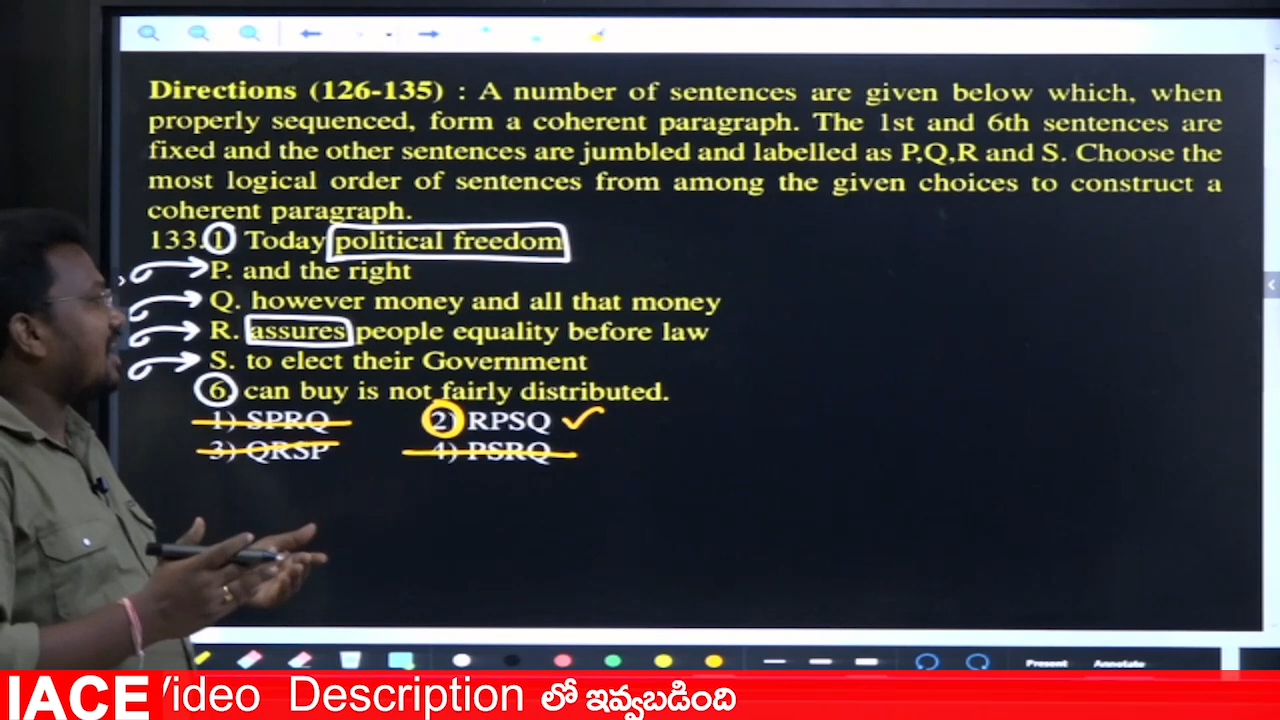 Directions (126-135) : A number of sentences are given below which, when
properly sequenced, form a coherent paragraph. The 1st and 6th sentences are
fixed and the other sentences are jumbled and labelled as P,Q,R and S. Choose the
most logical order of sentences from among the given choices to construct a
coherent paragraph.
133. 1 Today political freedom
P. and the right
Q. however money and all that money
R. assures people equality before law
S. to elect their Government
6. can buy is not fairly distributed.
1) SPRQ 2) RPSQ
3) QRSP 4) PSRQ
Present Annotate
IACE Video Description లో ఇవ్వబడింది